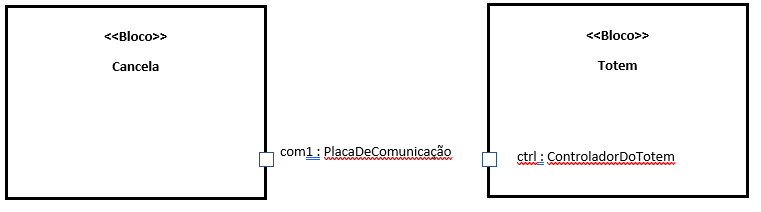 <<Bloco>>
Cancela
com1 : PlacaDeComunicação
<<Bloco>>
Totem
ctrl : ControladorDoTotem